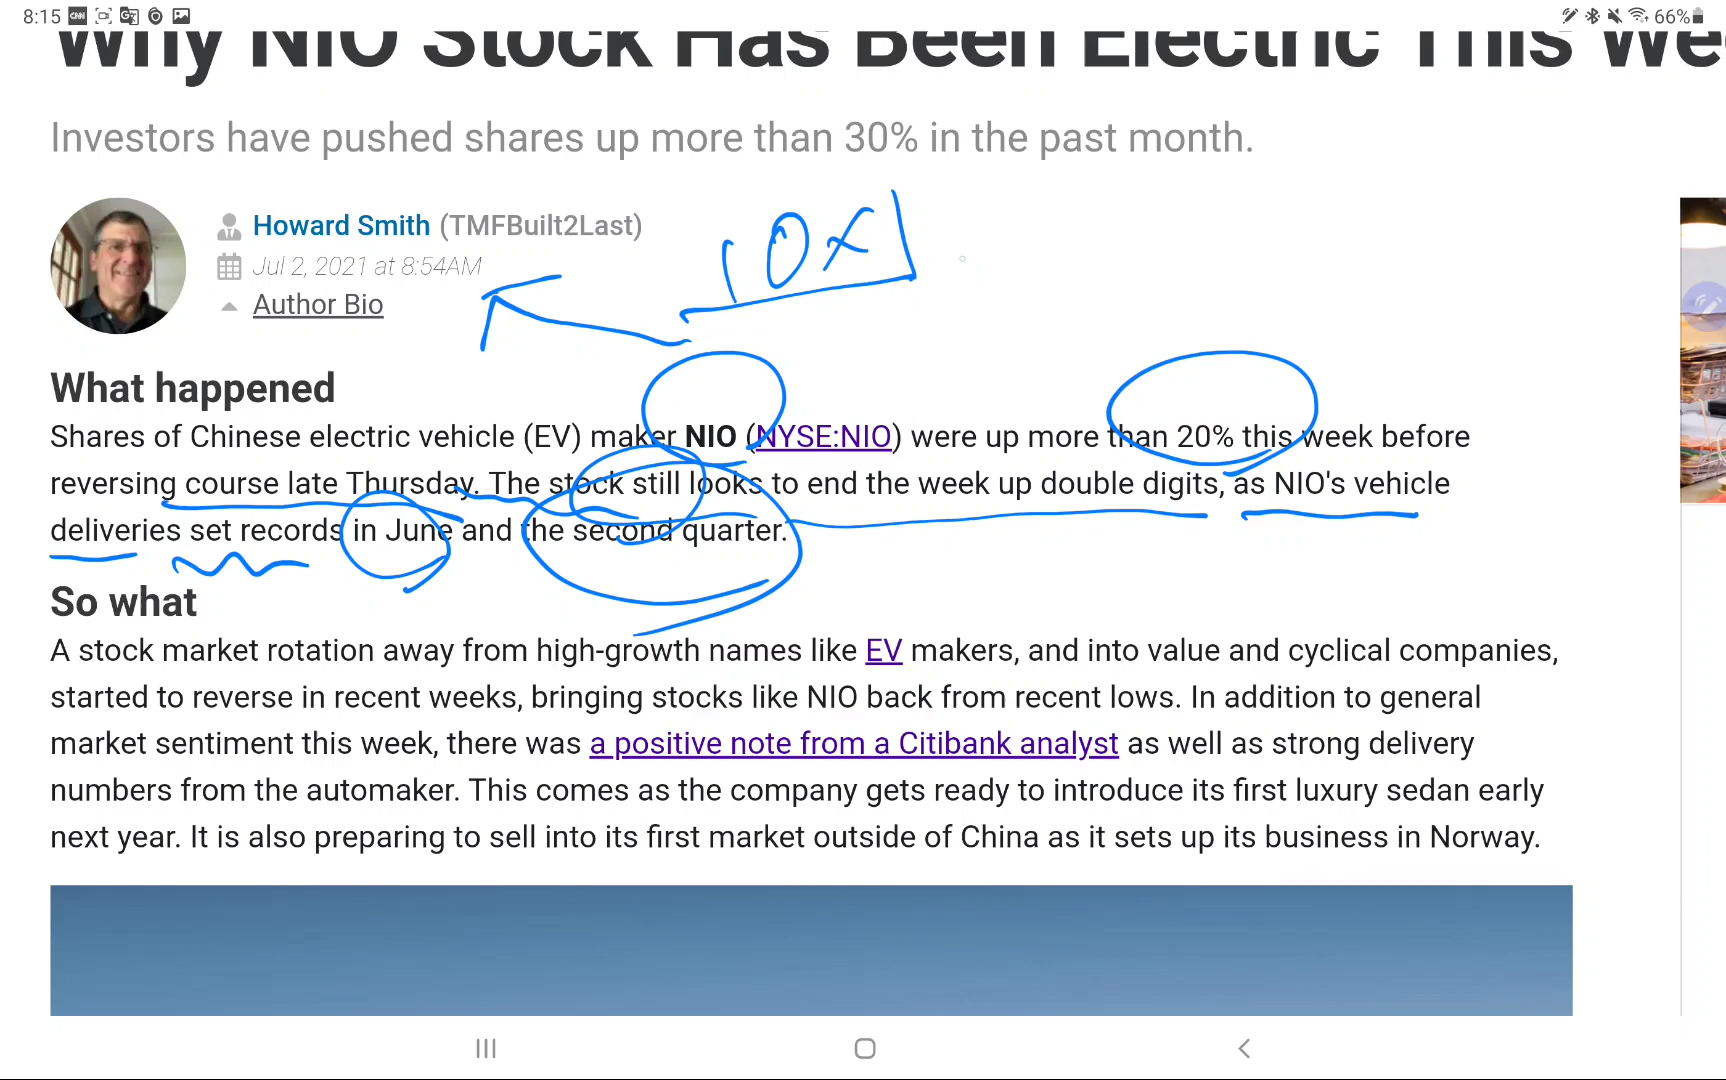 8:15 CNN 66%
Why NIO Stock Has Been Electric This We
Investors have pushed shares up more than 30% in the past month.
Howard Smith (TMFBuilt2Last)
Jul 2, 2021 at 8:54AM
10x
Author Bio
What happened
Shares of Chinese electric vehicle (EV) maker NIO (NYSE:NIO) were up more than 20% this week before
reversing course late Thursday. The stock still looks to end the week up double digits, as NIO's vehicle
deliveries set records in June and the second quarter.
So what
A stock market rotation away from high-growth names like EV makers, and into value and cyclical companies,
started to reverse in recent weeks, bringing stocks like NIO back from recent lows. In addition to general
market sentiment this week, there was a positive note from a Citibank analyst as well as strong delivery
numbers from the automaker. This comes as the company gets ready to introduce its first luxury sedan early
next year. It is also preparing to sell into its first market outside of China as it sets up its business in Norway.